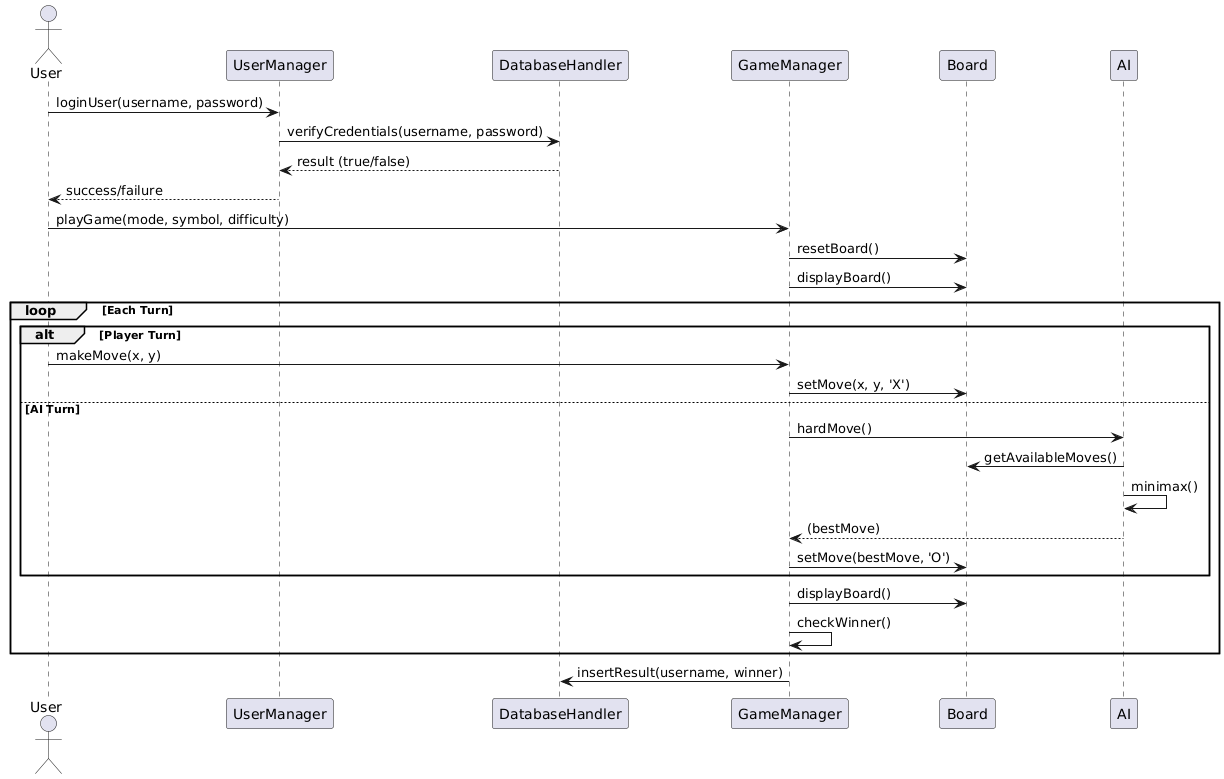 User
UserManager
DatabaseHandler
GameManager
Board
AI
loginUser(username, password)
verifyCredentials(username, password)
result (true/false)
success/failure
playGame(mode, symbol, difficulty)
resetBoard()
displayBoard()
loop [Each Turn]
alt [Player Turn]
makeMove(x, y)
setMove(x, y, 'X')
[AI Turn]
hardMove()
getAvailableMoves()
minimax()
(bestMove)
setMove(bestMove, 'O')
displayBoard()
checkWinner()
insertResult(username, winner)
User
UserManager
DatabaseHandler
GameManager
Board
AI